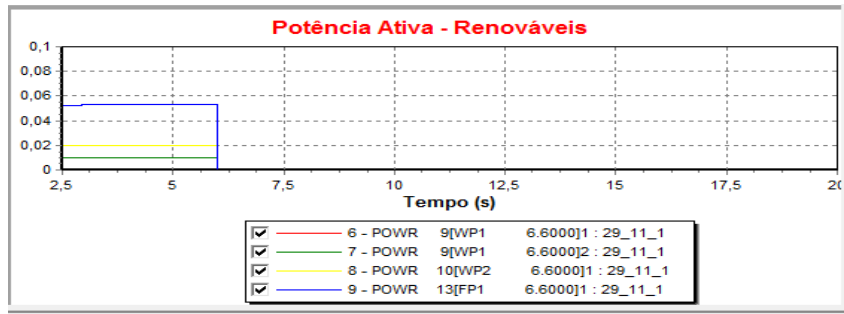 Potência Ativa - Renováveis
0,1
0,08
0,06
0,04
0,02
0
2,5 5 7,5 10 12,5 15 17,5 20
Tempo (s)
6 - POWR 9[WP1 6.6000]1 : 29_11_1
7 - POWR 9[WP1 6.6000]2 : 29_11_1
8 - POWR 10[WP2 6.6000]1 : 29_11_1
9 - POWR 13[FP1 6.6000]1 : 29_11_1